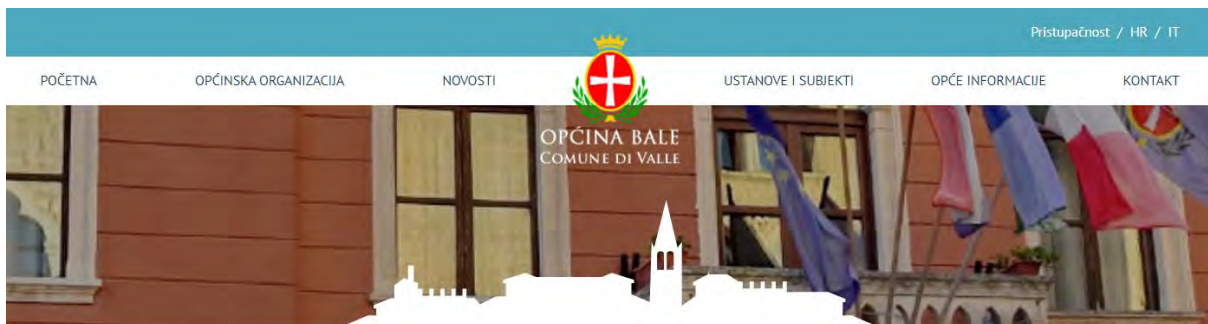 Pristupačnost / HR / IT
POČETNA OPĆINSKA ORGANIZACIJA NOVOSTI USTANOVE I SUBJEKTI OPĆE INFORMACIJE KONTAKT
OPĆINA BALE
COMUNE DI VALLE